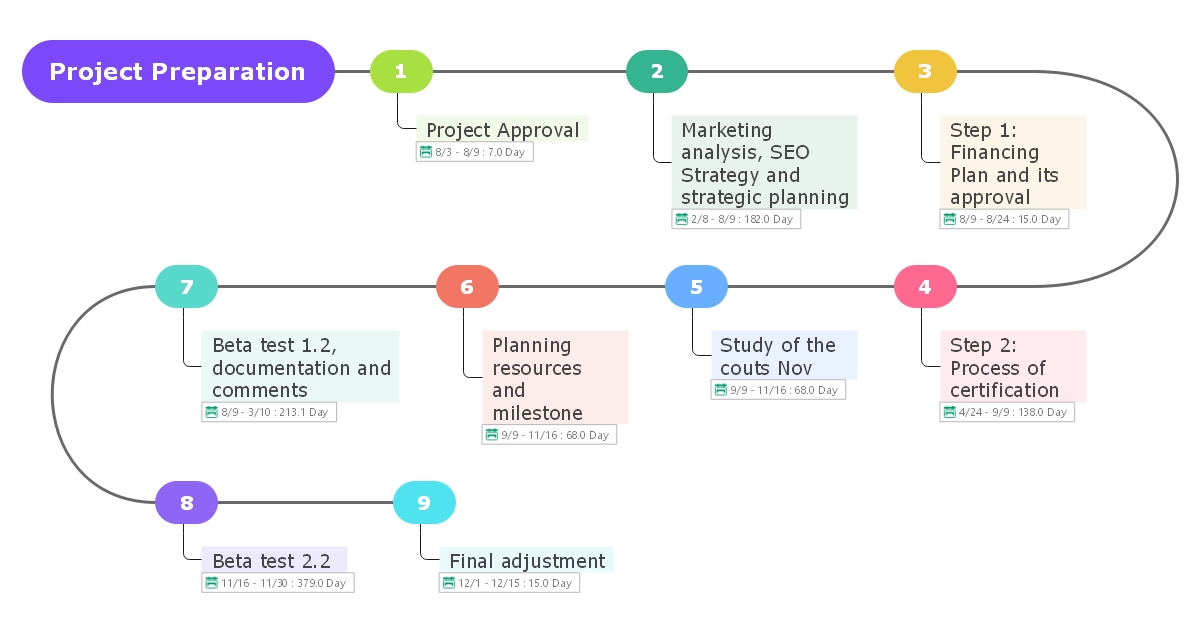 Project Preparation
1
2
3
Project Approval
8/3 - 8/9 : 7.0 Day
Marketing
analysis, SEO
Strategy and
strategic planning
2/8 - 8/9 : 182.0 Day
Step 1:
Financing
Plan and its
approval
8/9 - 8/24 : 15.0 Day
7
6
5
4
Beta test 1.2,
documentation and
comments
8/9 - 3/10 : 213.1 Day
Planning
resources
and
milestone
9/9 - 11/16 : 68.0 Day
Study of the
couts Nov
9/9 - 11/16 : 68.0 Day
Step 2:
Process of
certification
4/24 - 9/9 : 138.0 Day
8
9
Beta test 2.2
11/16 - 11/30 : 379.0 Day
Final adjustment
12/1 - 12/15 : 15.0 Day